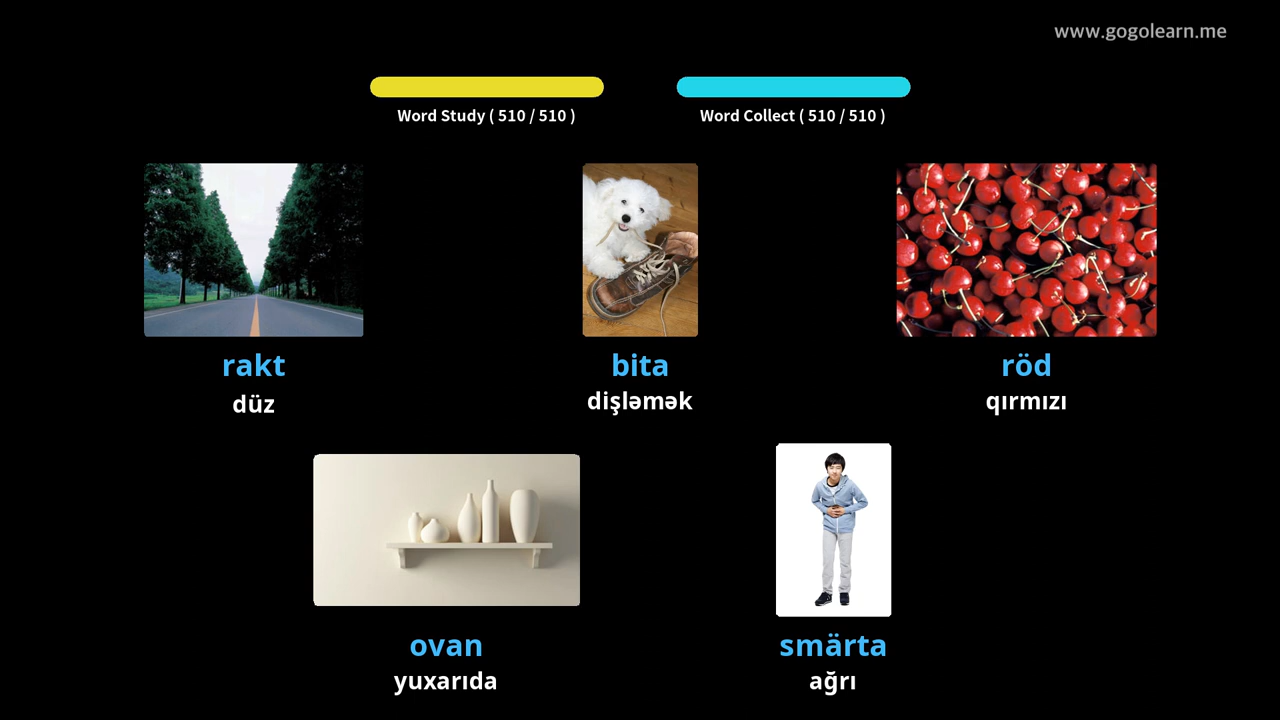 www.gogolearn.me
Word Study ( 510 / 510 )
Word Collect ( 510 / 510 )
rakt
düz
bita
dişləmək
röd
qırmızı
ovan
yuxarıda
smärta
ağrı